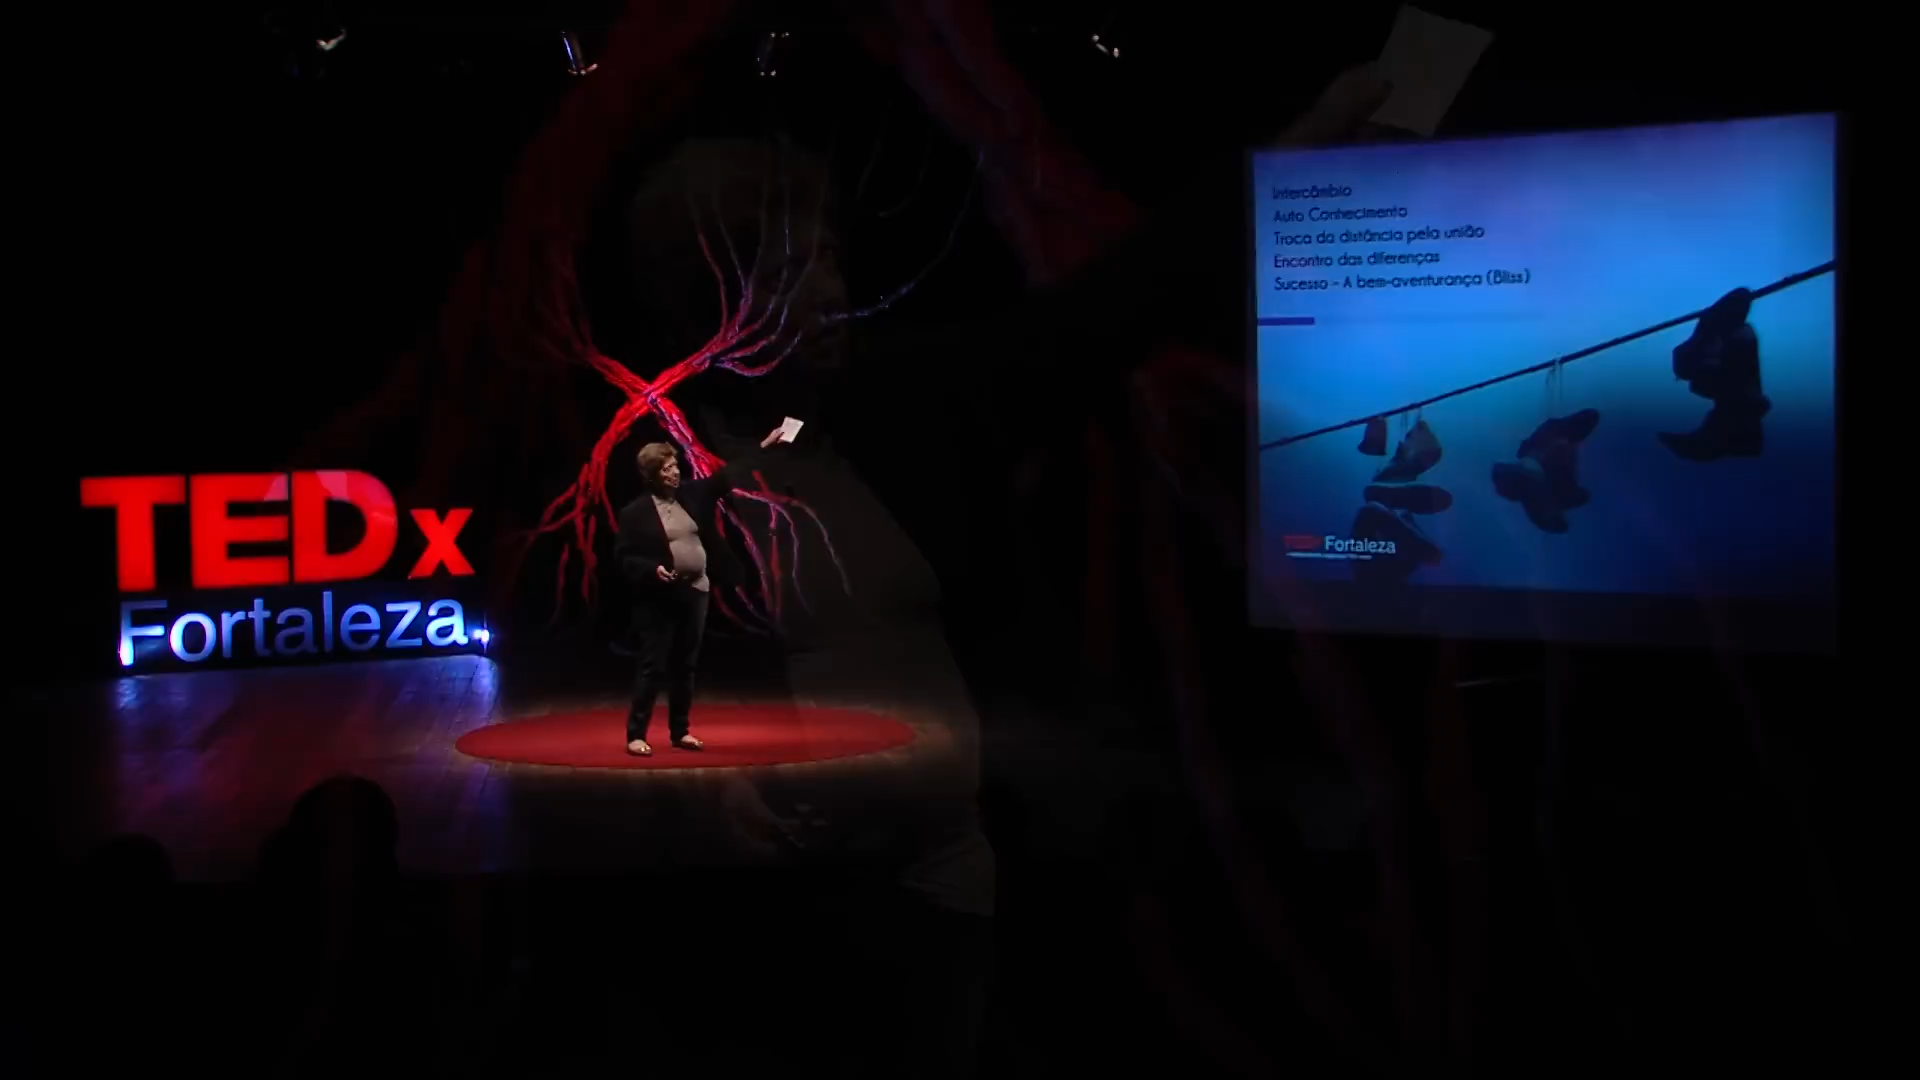 TEDx
Fortaleza.
Intercâmbio
Auto Conhecimento
Troca da distância pela união
Encontro das diferenças
Sucesso - A bem-aventurança (Bliss)
TEDx Fortaleza